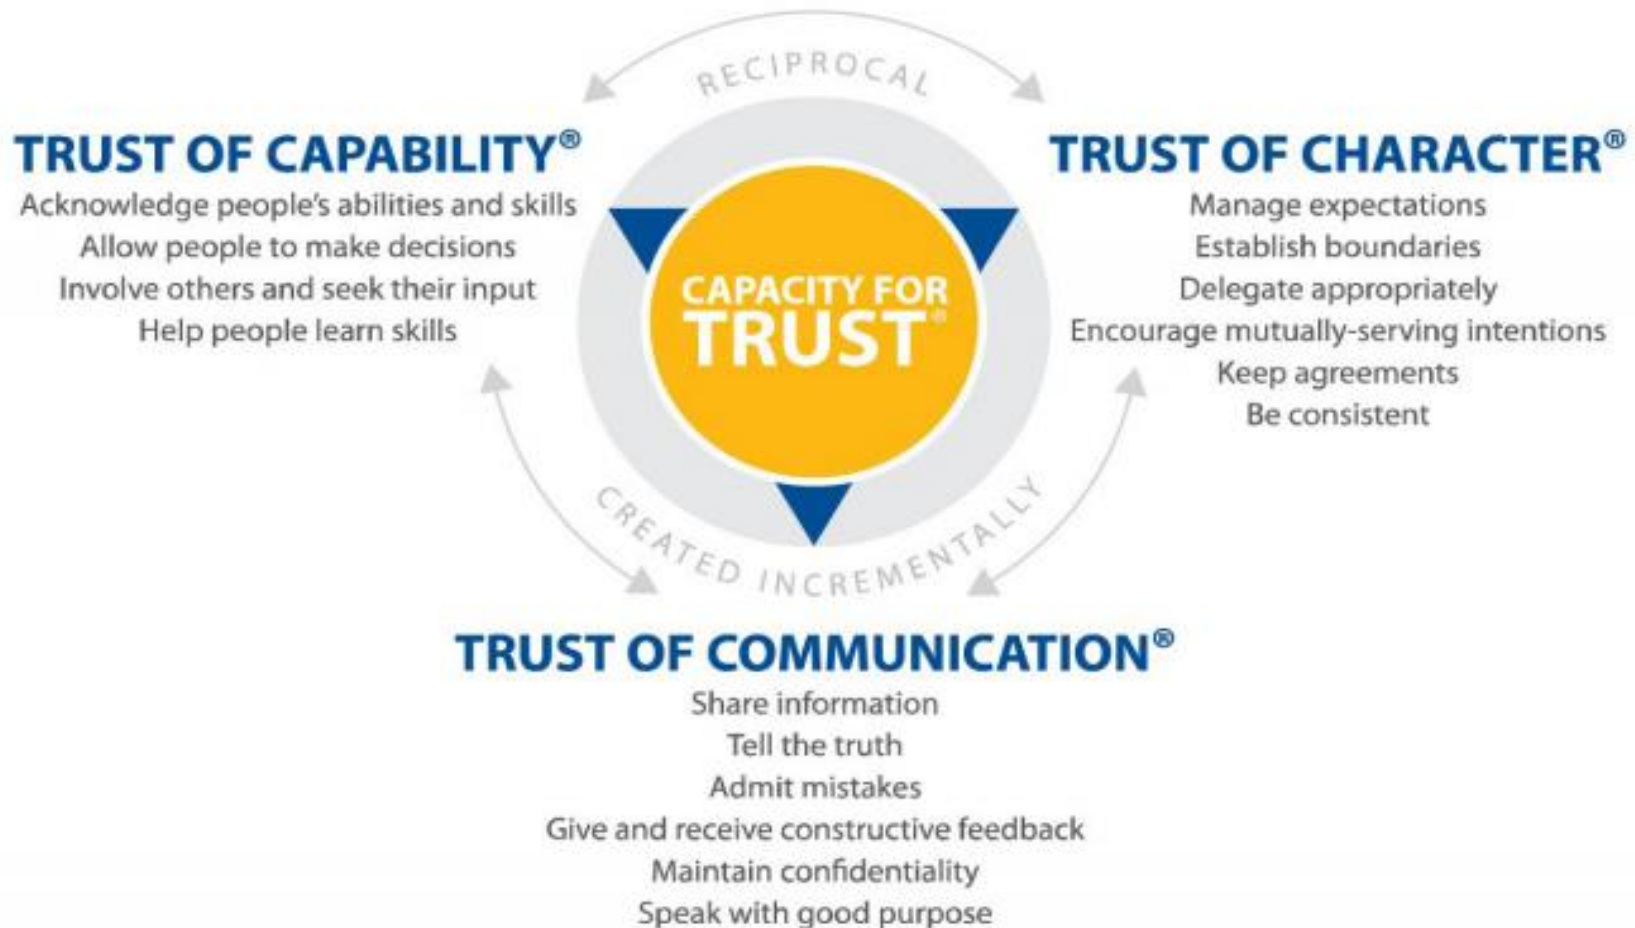 RECIPROCAL
TRUST OF CAPABILITY®
Acknowledge people's abilities and skills
Allow people to make decisions
Involve others and seek their input
Help people learn skills
CAPACITY FOR
TRUST®
TRUST OF CHARACTER®
Manage expectations
Establish boundaries
Delegate appropriately
Encourage mutually-serving intentions
Keep agreements
Be consistent
CREATED INCREMENTALLY
TRUST OF COMMUNICATION®
Share information
Tell the truth
Admit mistakes
Give and receive constructive feedback
Maintain confidentiality
Speak with good purpose